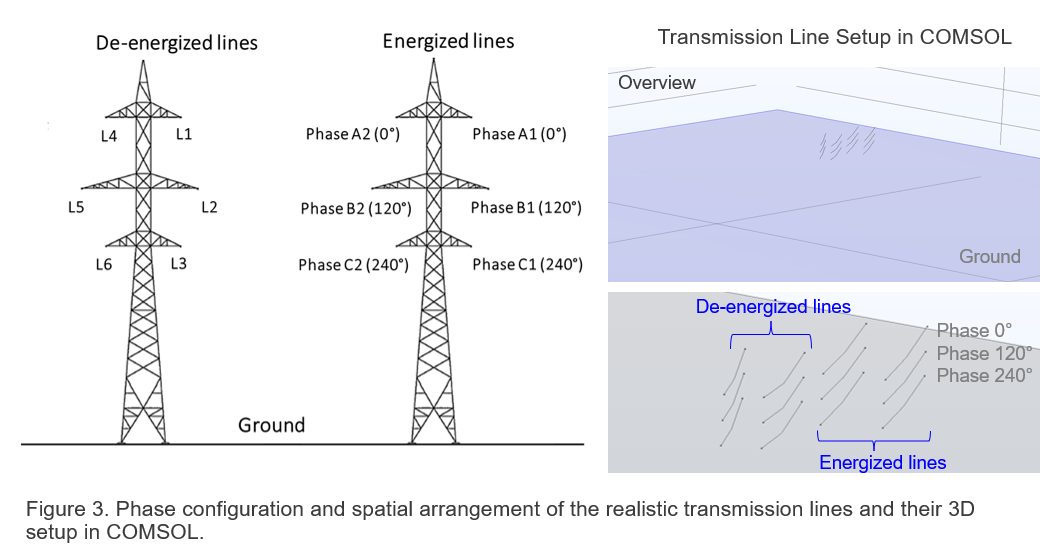 De-energized lines
Energized lines
L4
L1
L5
L2
L6
L3
Phase A2 (0°)
Phase A1 (0°)
Phase B2 (120°)
Phase B1 (120°)
Phase C2 (240°)
Phase C1 (240°)
Ground
Transmission Line Setup in COMSOL
Overview
Ground
De-energized lines
Phase 0°
Phase 120°
Phase 240°
Energized lines
Figure 3. Phase configuration and spatial arrangement of the realistic transmission lines and their 3D
setup in COMSOL.